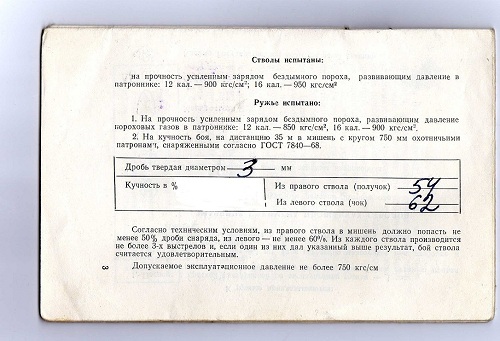 Стволы испытаны:
на прочность усиленным зарядом бездымного пороха, развивающим давление в
патроннике: 12 кал. — 900 кгс/см²; 16 кал. — 950 кгс/см²
Ружье испытано:
1. На прочность усиленным зарядом бездымного пороха, развивающим давление
пороховых газов в патроннике: 12 кал. — 850 кгс/см², 16 кал. — 900 кгс/см².
2. На кучность боя, на дистанцию 35 м в мишень с кругом 750 мм охотничьими
патронами, снаряженными согласно ГОСТ 7840—68.
Дробь твердая диаметром 3 мм
Кучность в % Из правого ствола (получок) 54
Из левого ствола (чок) 62
Согласно техническим условиям, из правого ствола в мишень должно попасть не
менее 50% дроби снаряда, из левого — не менее 60%. Из каждого ствола производится
не более 3-х выстрелов и, если один из них дал указанный выше результат, бой ствола
считается удовлетворительным.
Допускаемое эксплуатационное давление не более 750 кгс/см
3